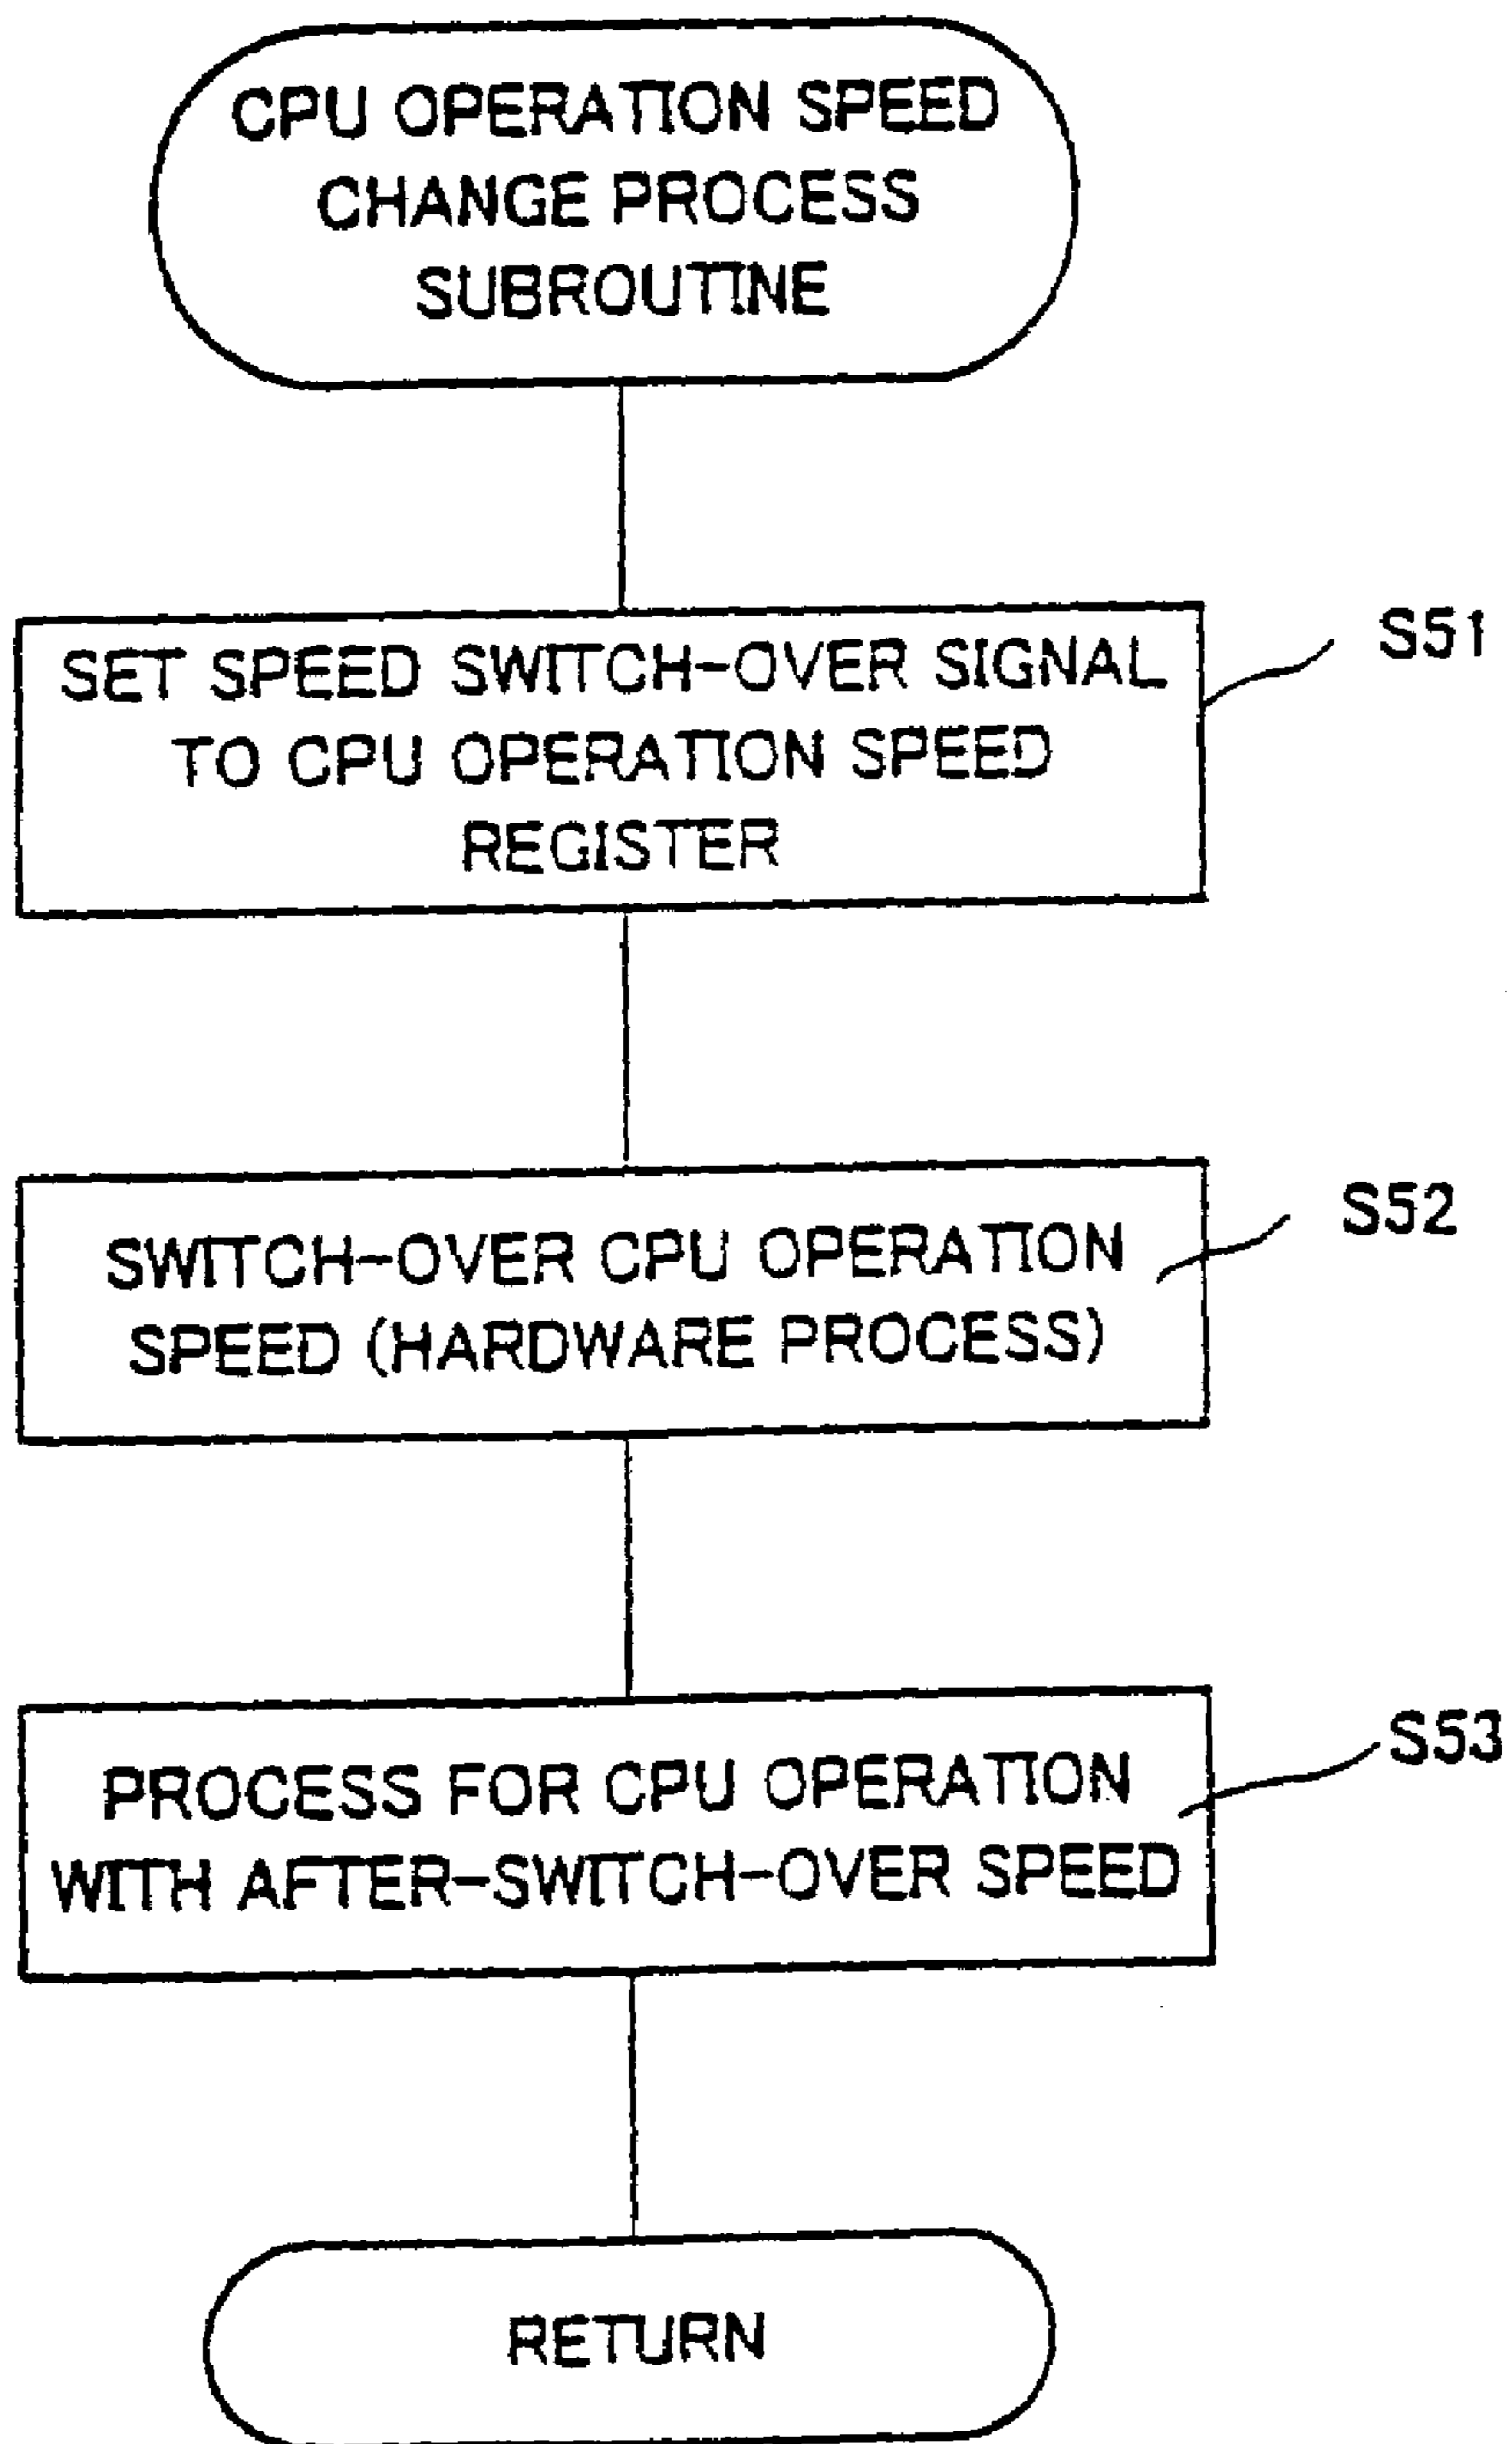 CPU OPERATION SPEED
CHANGE PROCESS
SUBROUTINE
SET SPEED SWITCH-OVER SIGNAL
TO CPU OPERATION SPEED
REGISTER
S51
SWITCH-OVER CPU OPERATION
SPEED (HARDWARE PROCESS)
S52
PROCESS FOR CPU OPERATION
WITH AFTER-SWITCH-OVER SPEED
S53
RETURN